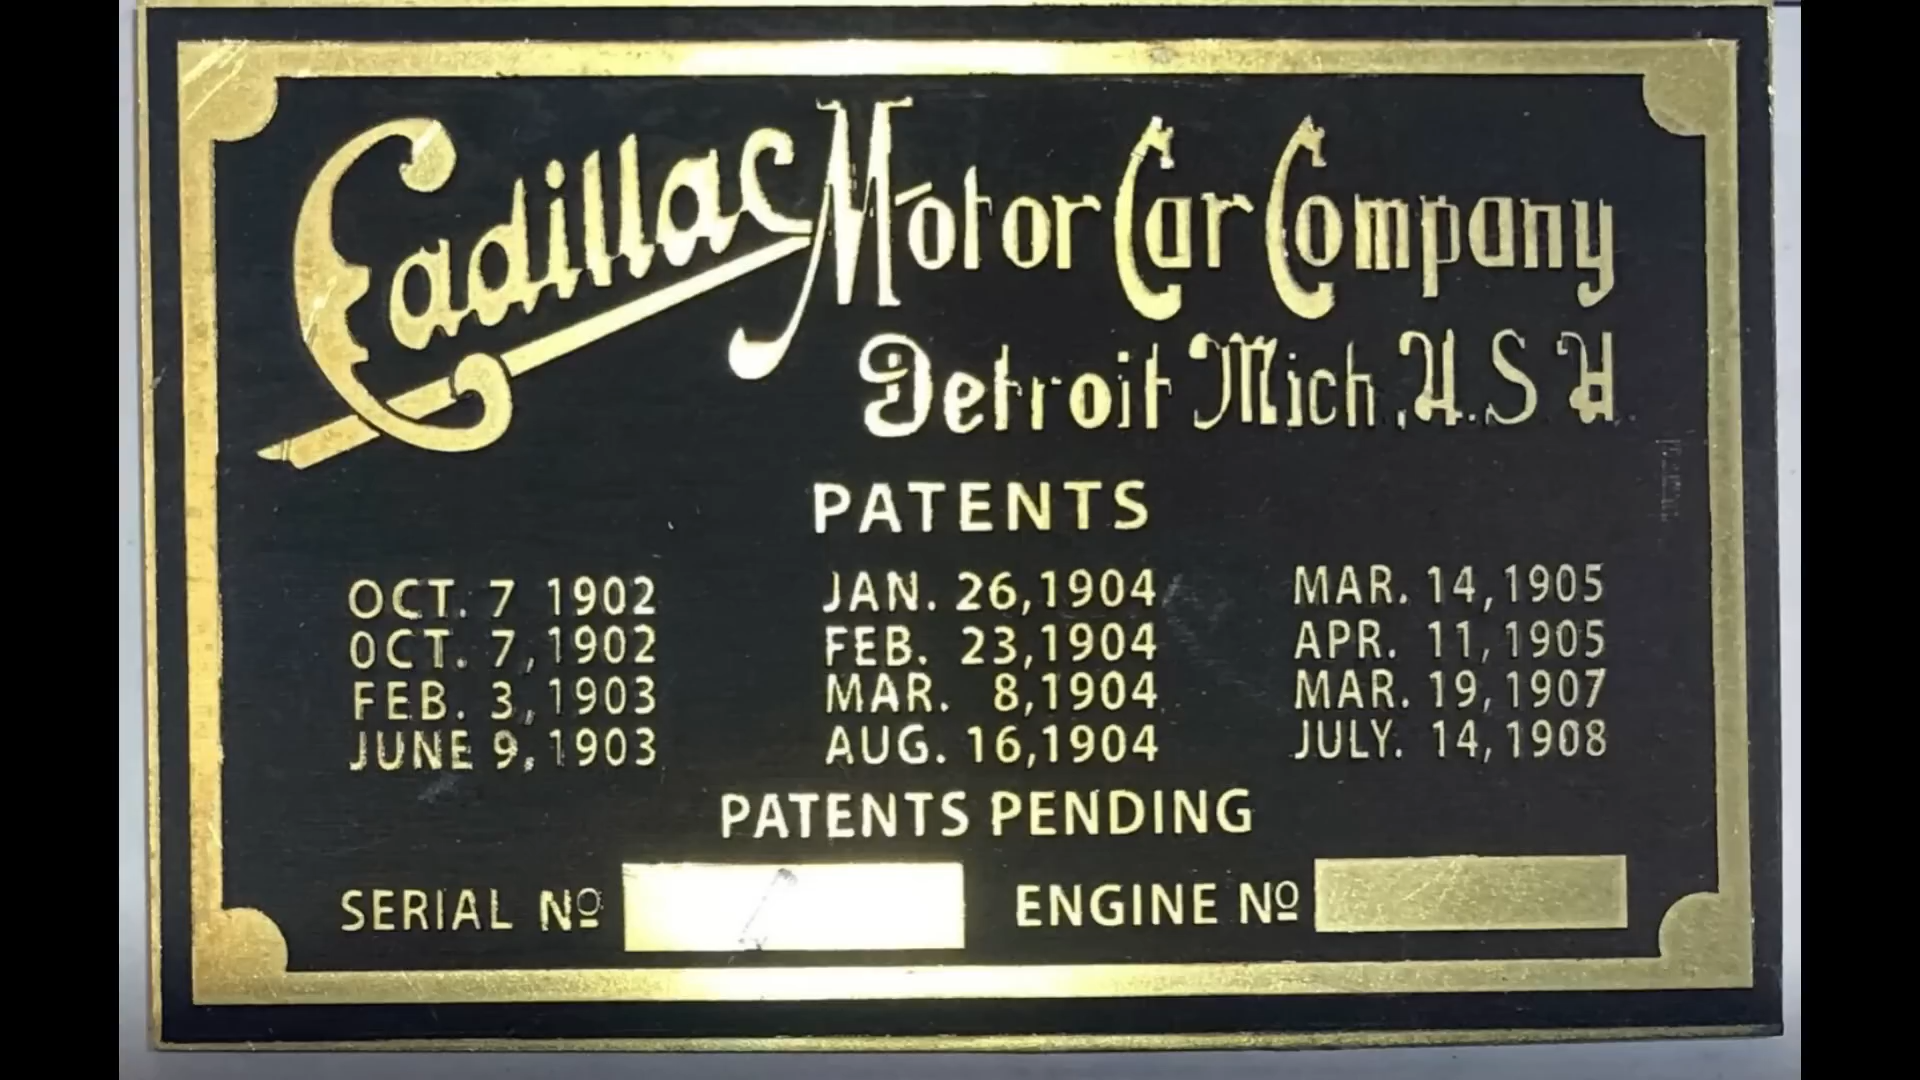 Cadillac Motor Car Company
Detroit Mich. U.S.A.
PATENTS
OCT. 7 1902 JAN. 26,1904 MAR. 14,1905
OCT. 7,1902 FEB. 23,1904 APR. 11,1905
FEB. 3,1903 MAR. 8,1904 MAR. 19,1907
JUNE 9,1903 AUG. 16,1904 JULY. 14,1908
PATENTS PENDING
SERIAL Nº ENGINE Nº